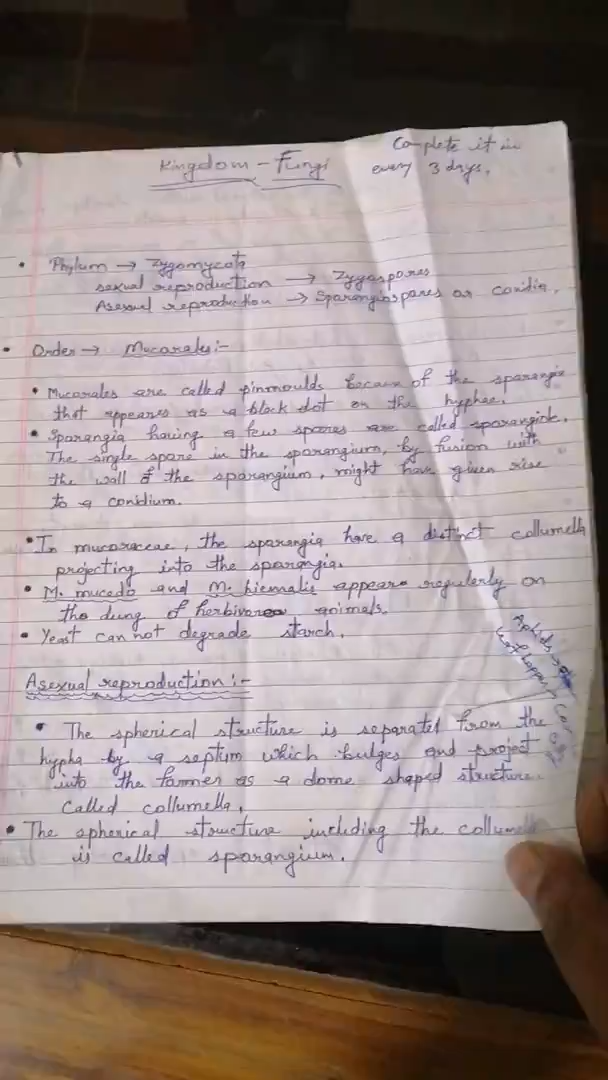 Kingdom - Fungi
Complete it in
every 3 days.
• Phylum → Zygomycota
sexual reproduction → Zygospores
Asexual reproduction → Sporangiospores or conidia.
• Order → Mucorales:-
• Mucorales are called pinmoulds because of the sporangia
that appeares as a black dot on the hyphae.
• Sporangia having a few spores are called sporangiole.
The single spore in the sporangium, by fusion with
the wall of the sporangium, might have given rise
to a conidium.
• In mucoraceae, the sporangia have a distinct collumella
projecting into the sporangia.
• M. mucedo and M. hiemalis appeare regularly on
the dung of herbivores animals.
• Yeast can not degrade starch.
Aphids
Asexual reproduction :-
• The spherical structure is separated from the
hypha by a septum which bulges and project
into the former as a dome shaped structure
called collumella.
• The spherical structure including the collumella
is called sporangium.